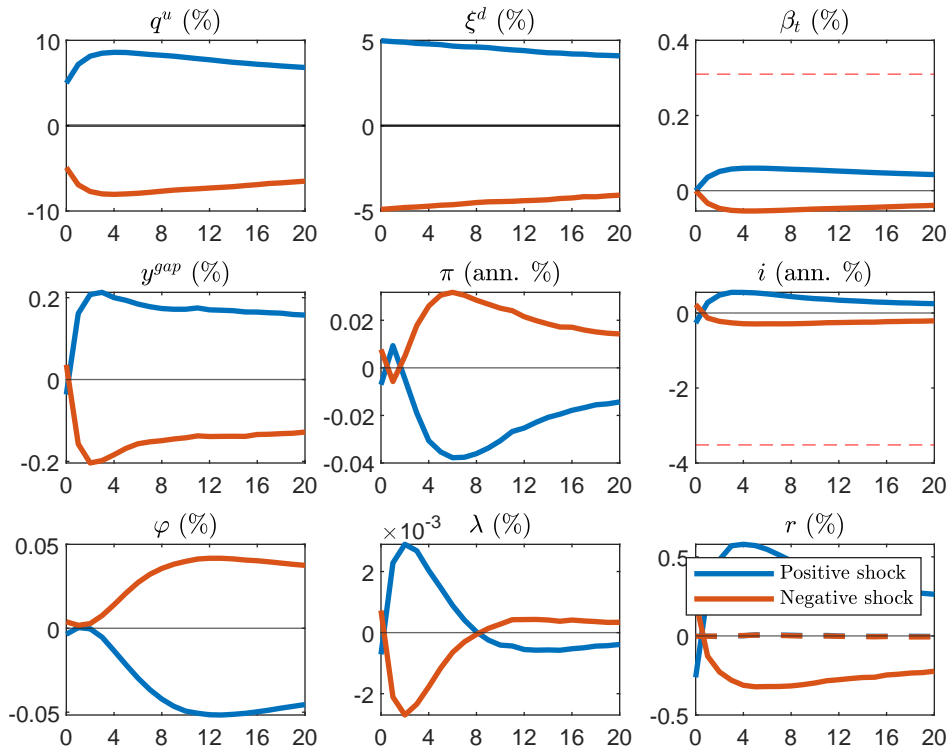 q^u (%) ξ^d (%) β_t (%)
10 5 0.4
0.2
0 0 0
-10 -5
0 4 8 12 16 20 0 4 8 12 16 20 0 4 8 12 16 20
y^{gap} (%) π (ann. %) i (ann. %)
0.2 0.02 0
0 0 -2
-0.02
-0.2 -0.04 -4
0 4 8 12 16 20 0 4 8 12 16 20 0 4 8 12 16 20
φ (%) λ (%) r (%)
×10^{-3}
0.05 2 0.5
Positive shock
Negative shock
0 0 0
-0.05 -2 -0.5
0 4 8 12 16 20 0 4 8 12 16 20 0 4 8 12 16 20